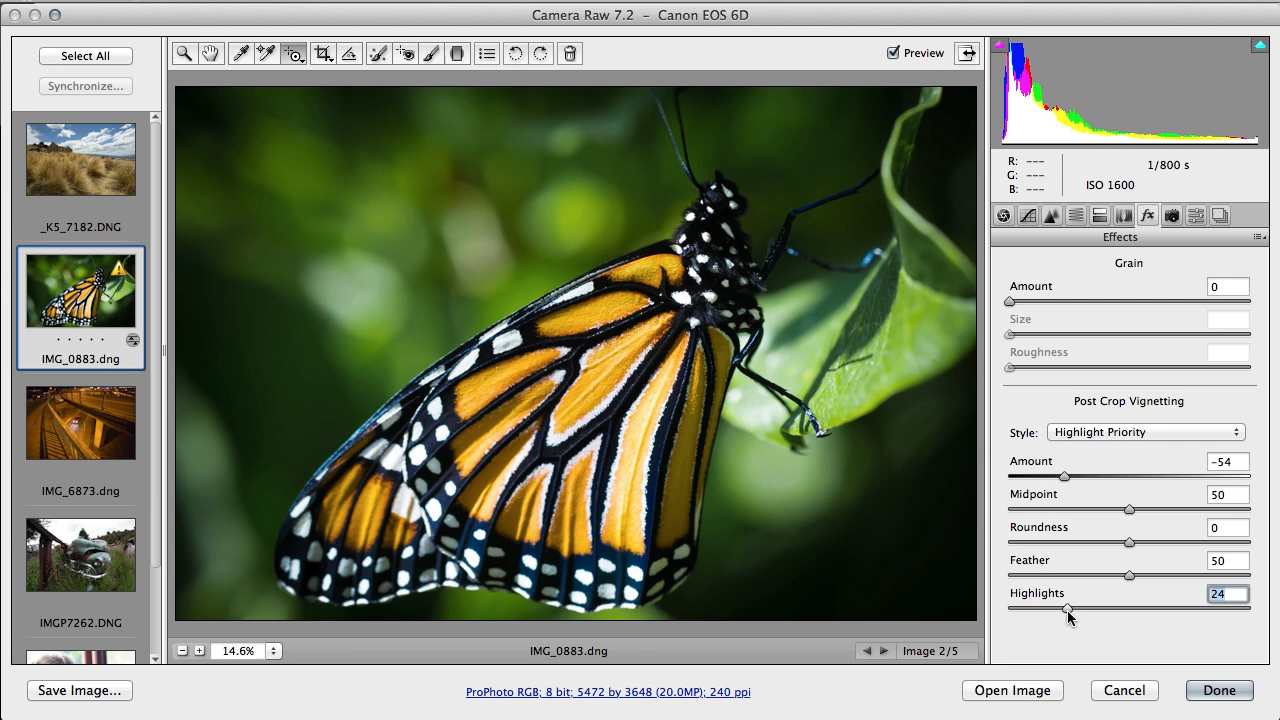 Camera Raw 7.2  –  Canon EOS 6D
Select All
Synchronize...
Preview
_K5_7182.DNG
IMG_0883.dng
IMG_6873.dng
IMGP7262.DNG
R: ---
G: ---
B: ---
1/800 s
ISO 1600
fx
Effects
Grain
Amount 0
Size
Roughness
Post Crop Vignetting
Style: Highlight Priority
Amount -54
Midpoint 50
Roundness 0
Feather 50
Highlights 24
14.6%
IMG_0883.dng
Image 2/5
Save Image...
ProPhoto RGB; 8 bit; 5472 by 3648 (20.0MP); 240 ppi
Open Image
Cancel
Done